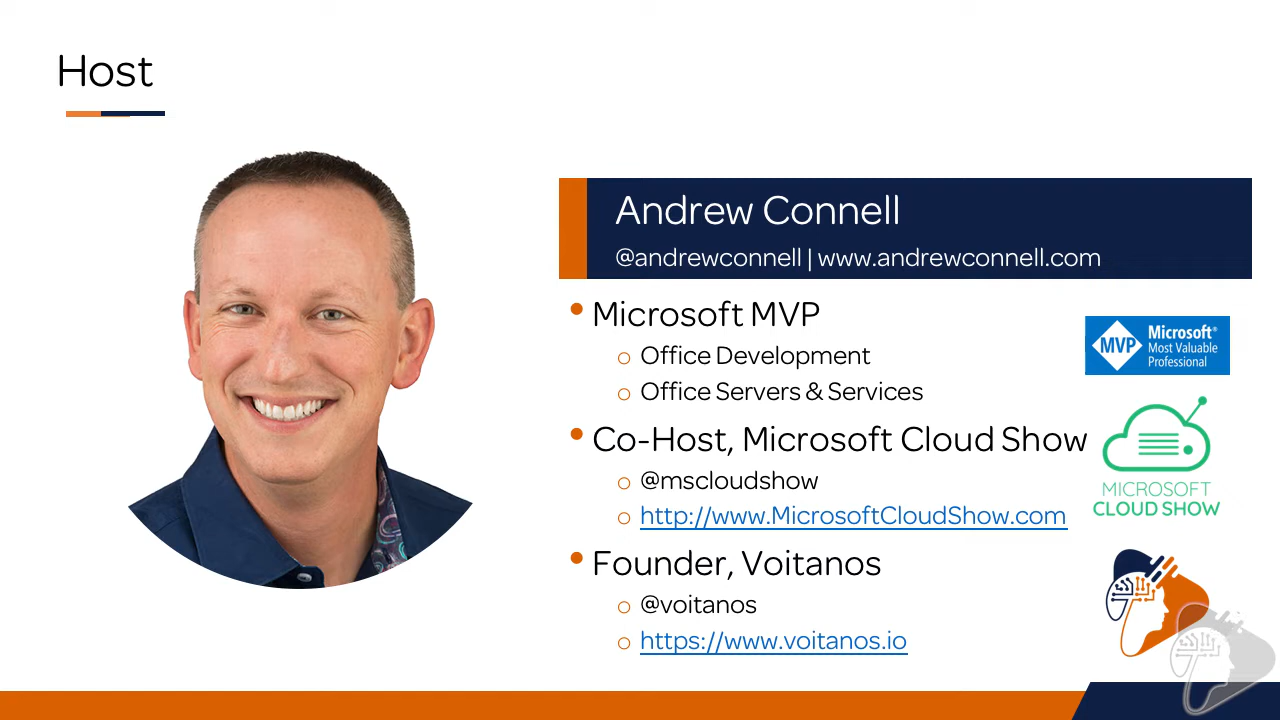 Host
Andrew Connell
@andrewconnell | www.andrewconnell.com
• Microsoft MVP
o Office Development
o Office Servers & Services
• Co-Host, Microsoft Cloud Show
o @mscloudshow
o http://www.MicrosoftCloudShow.com
• Founder, Voitanos
o @voitanos
o https://www.voitanos.io
MVP
Microsoft®
Most Valuable
Professional
MICROSOFT
CLOUD SHOW